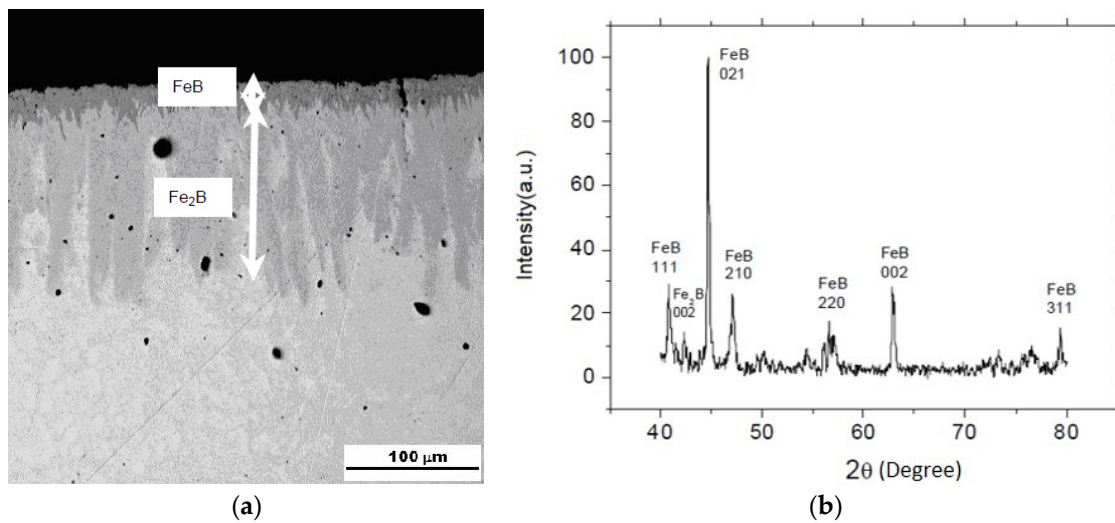 FeB
Fe₂B
100 µm
(a)
Intensity(a.u.)
100
80
60
40
20
0
FeB
021
FeB
111
Fe₂B
002
FeB
210
FeB
220
FeB
002
FeB
311
40
50
60
70
80
2θ (Degree)
(b)